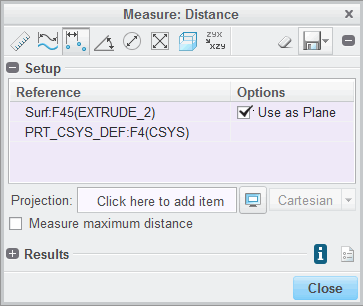 Measure: Distance
zyx
xzy
Setup
Reference Options
Surf:F45(EXTRUDE_2) Use as Plane
PRT_CSYS_DEF:F4(CSYS)
Projection: Click here to add item Cartesian
Measure maximum distance
Results
Close